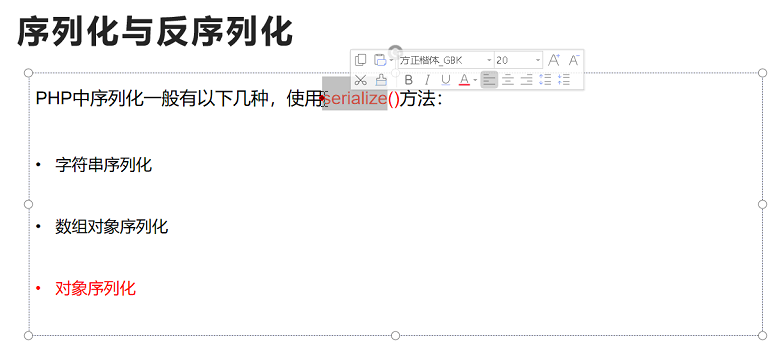 序列化与反序列化
方正楷体_GBK 20 A+ A-
B I U A
PHP中序列化一般有以下几种，使用serialize()方法：
• 字符串序列化
• 数组对象序列化
• 对象序列化